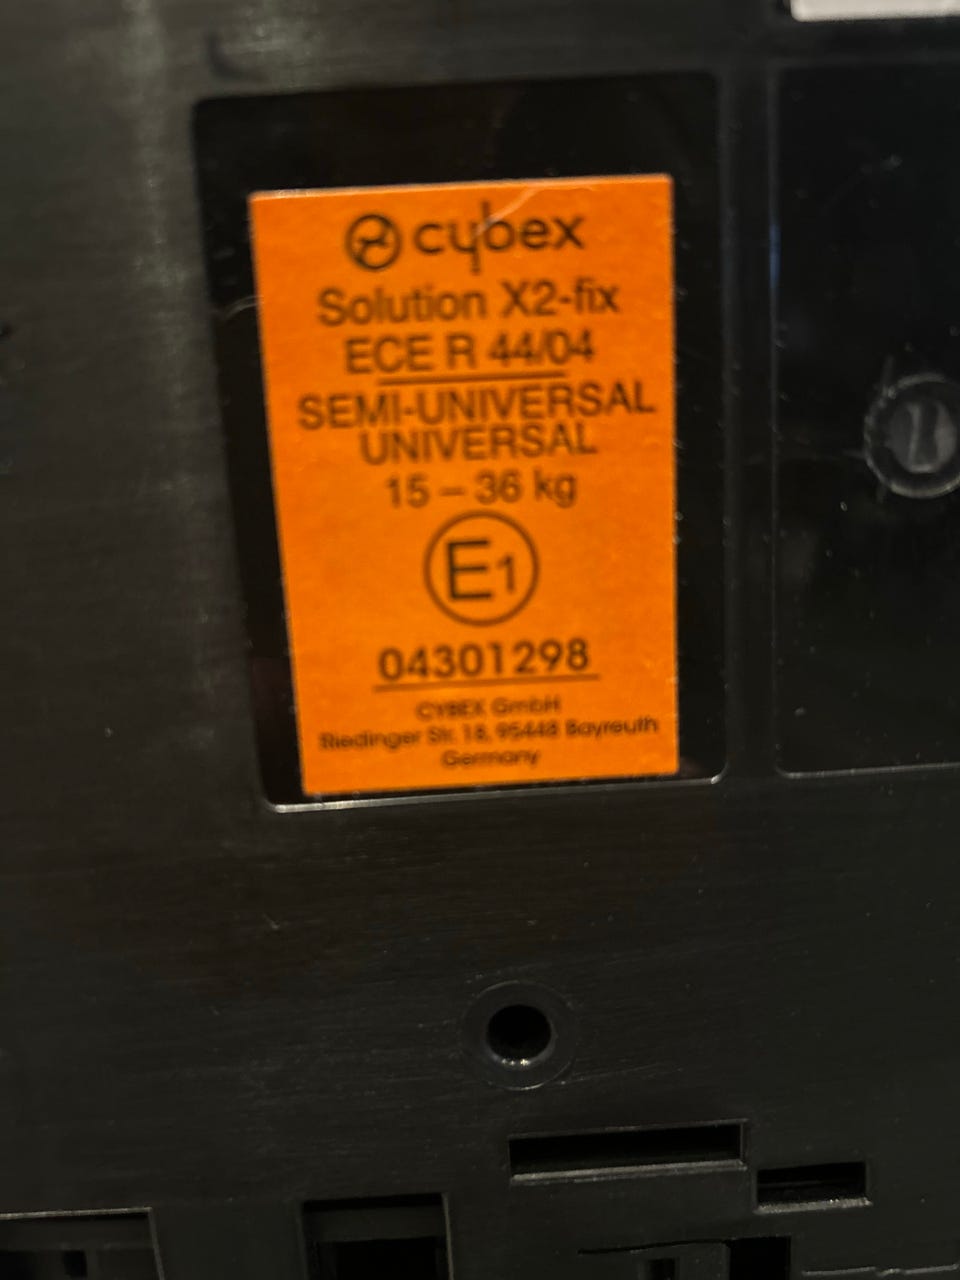 cybex
Solution X2-fix
ECE R 44/04
SEMI-UNIVERSAL
UNIVERSAL
15 – 36 kg
E1
04301298
CYBEX GmbH
Riedinger Str. 18, 95448 Bayreuth
Germany
1